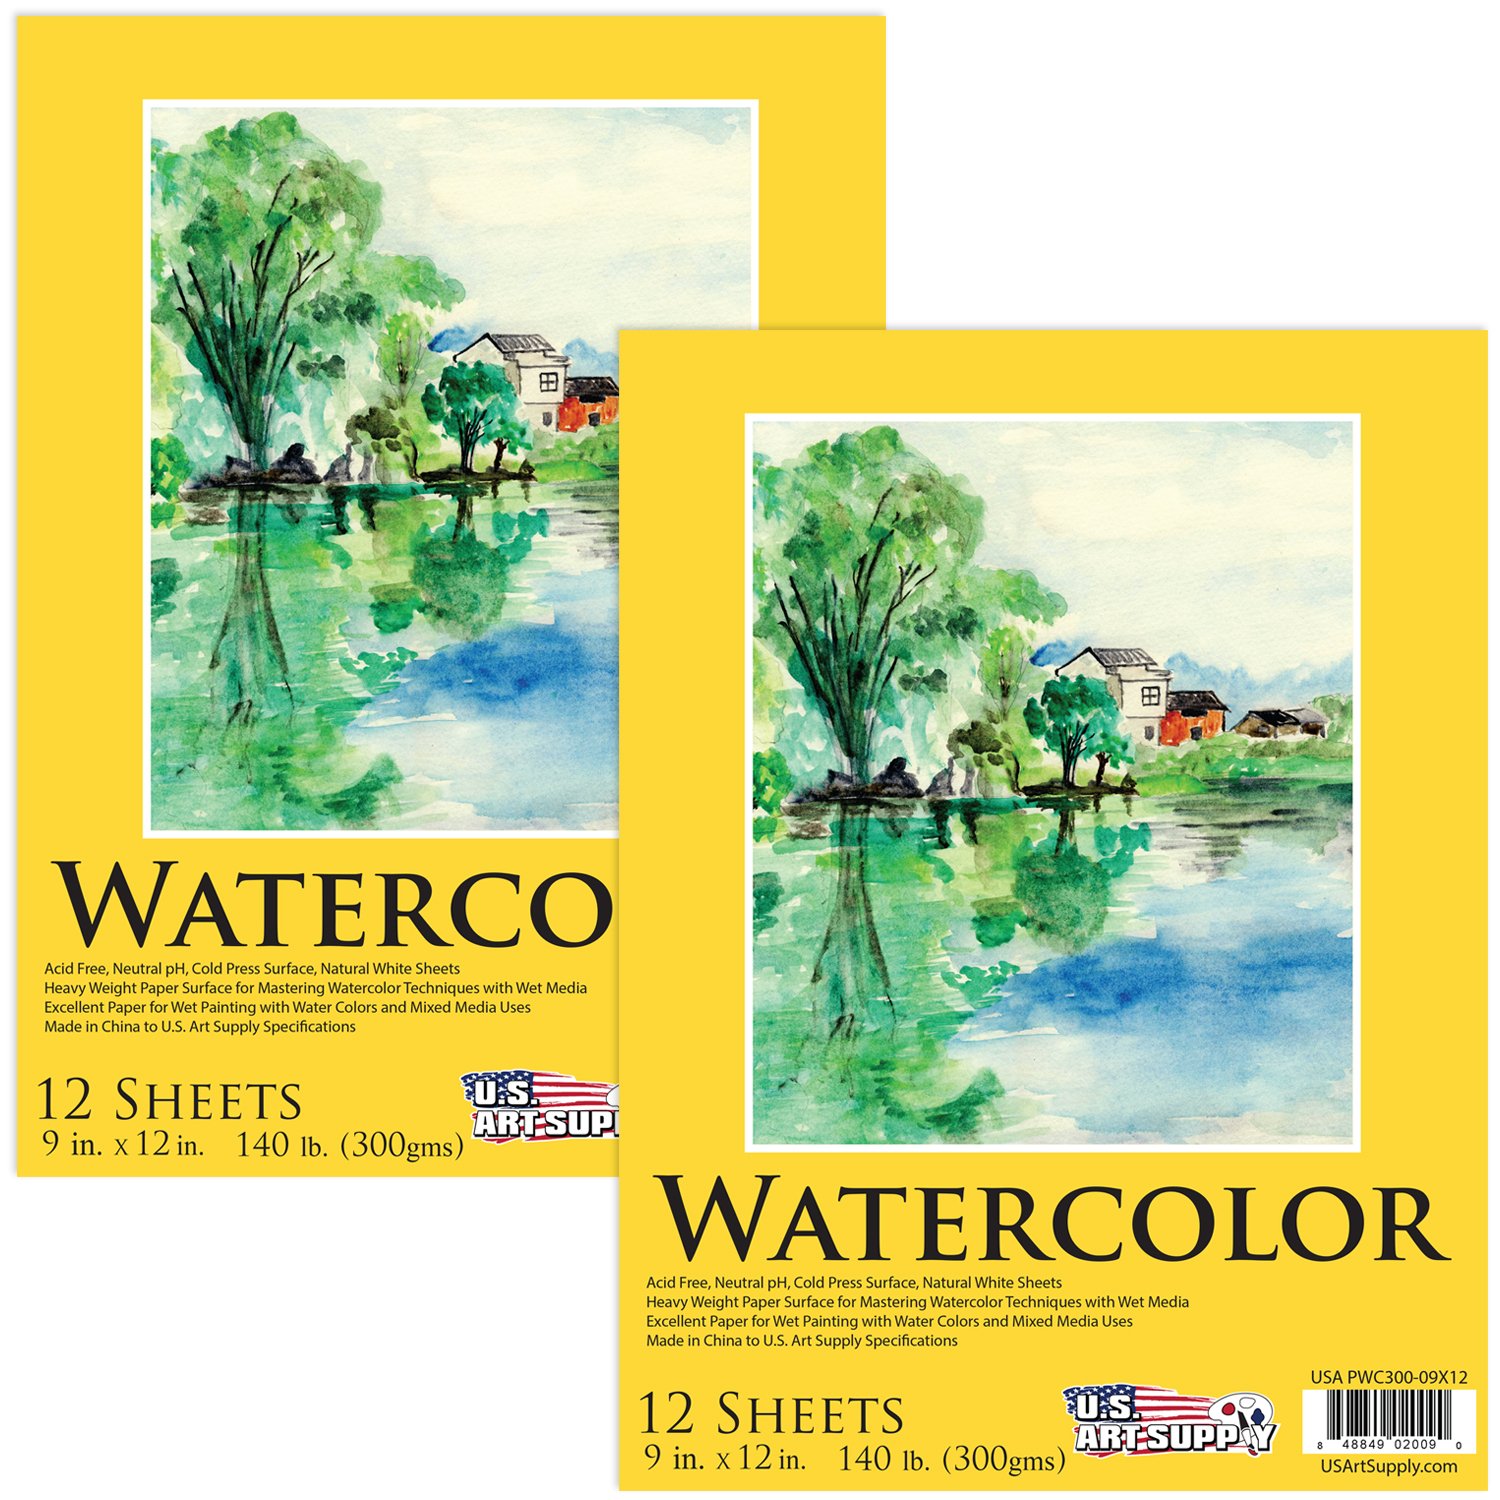 WATERCO
Acid Free, Neutral pH, Cold Press Surface, Natural White Sheets
Heavy Weight Paper Surface for Mastering Watercolor Techniques with Wet Media
Excellent Paper for Wet Painting with Water Colors and Mixed Media Uses
Made in China to U.S. Art Supply Specifications
12 SHEETS
9 in. x 12 in. 140 lb. (300gms)
U.S.
ART SUPP
WATERCOLOR
Acid Free, Neutral pH, Cold Press Surface, Natural White Sheets
Heavy Weight Paper Surface for Mastering Watercolor Techniques with Wet Media
Excellent Paper for Wet Painting with Water Colors and Mixed Media Uses
Made in China to U.S. Art Supply Specifications
12 SHEETS
9 in. x 12 in. 140 lb. (300gms)
U.S.
ART SUPPLY
USA PWC300-09X12
8 48849 02009 0
USArtSupply.com